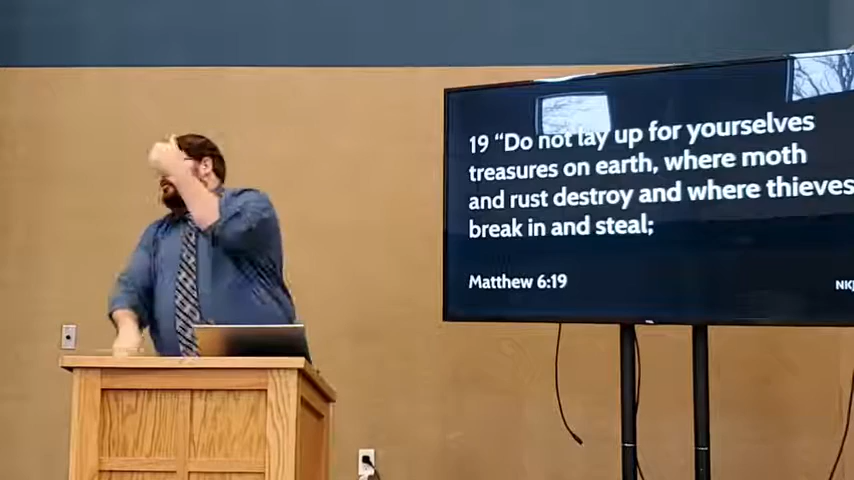 19 “Do not lay up for yourselves
treasures on earth, where moth
and rust destroy and where thieves
break in and steal;
Matthew 6:19